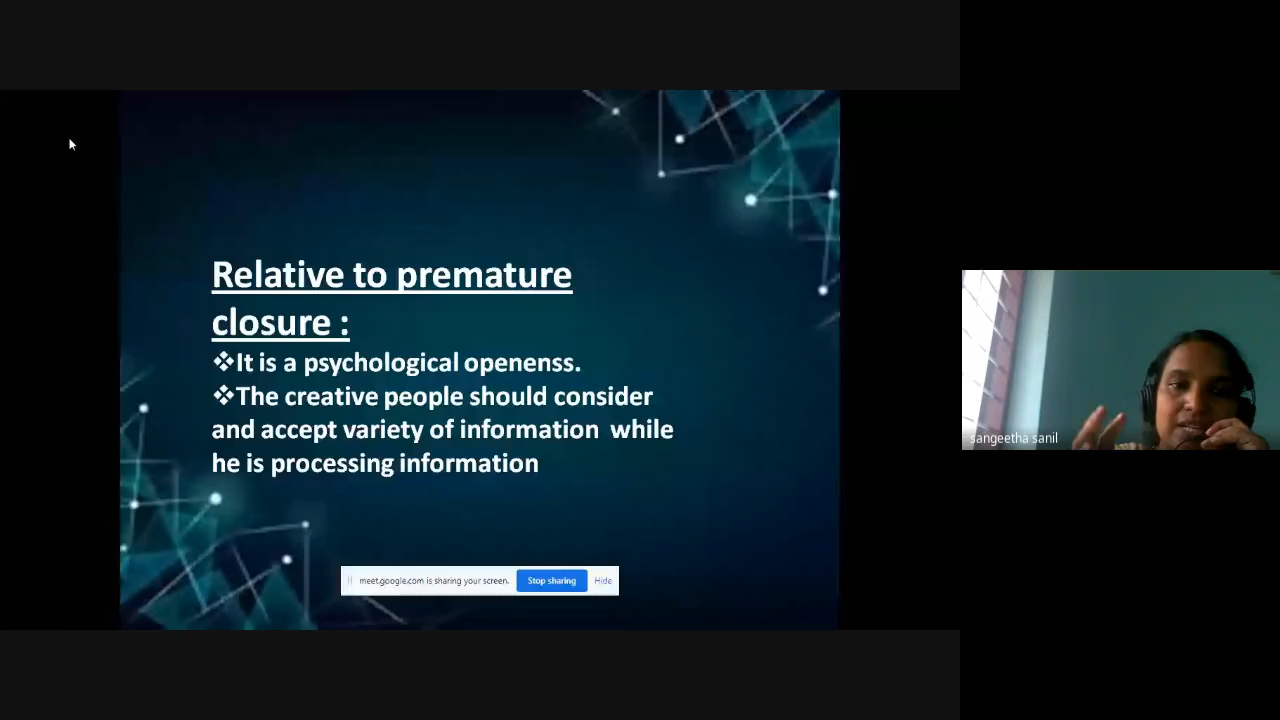 Relative to premature
closure :
❖It is a psychological openenss.
❖The creative people should consider
and accept variety of information while
he is processing information
meet.google.com is sharing your screen. Stop sharing Hide
sangeetha sanil